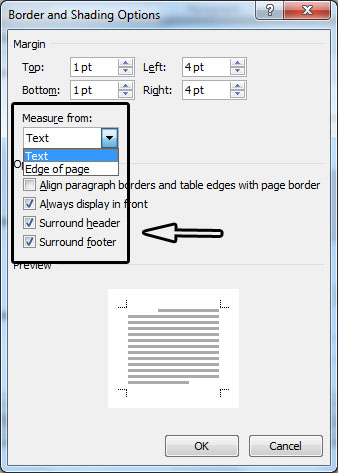 Border and Shading Options
Margin
Top: 1 pt Left: 4 pt
Bottom: 1 pt Right: 4 pt
Measure from:
Text
Text
Edge of page
Align paragraph borders and table edges with page border
Always display in front
Surround header
Surround footer
Preview
OK Cancel